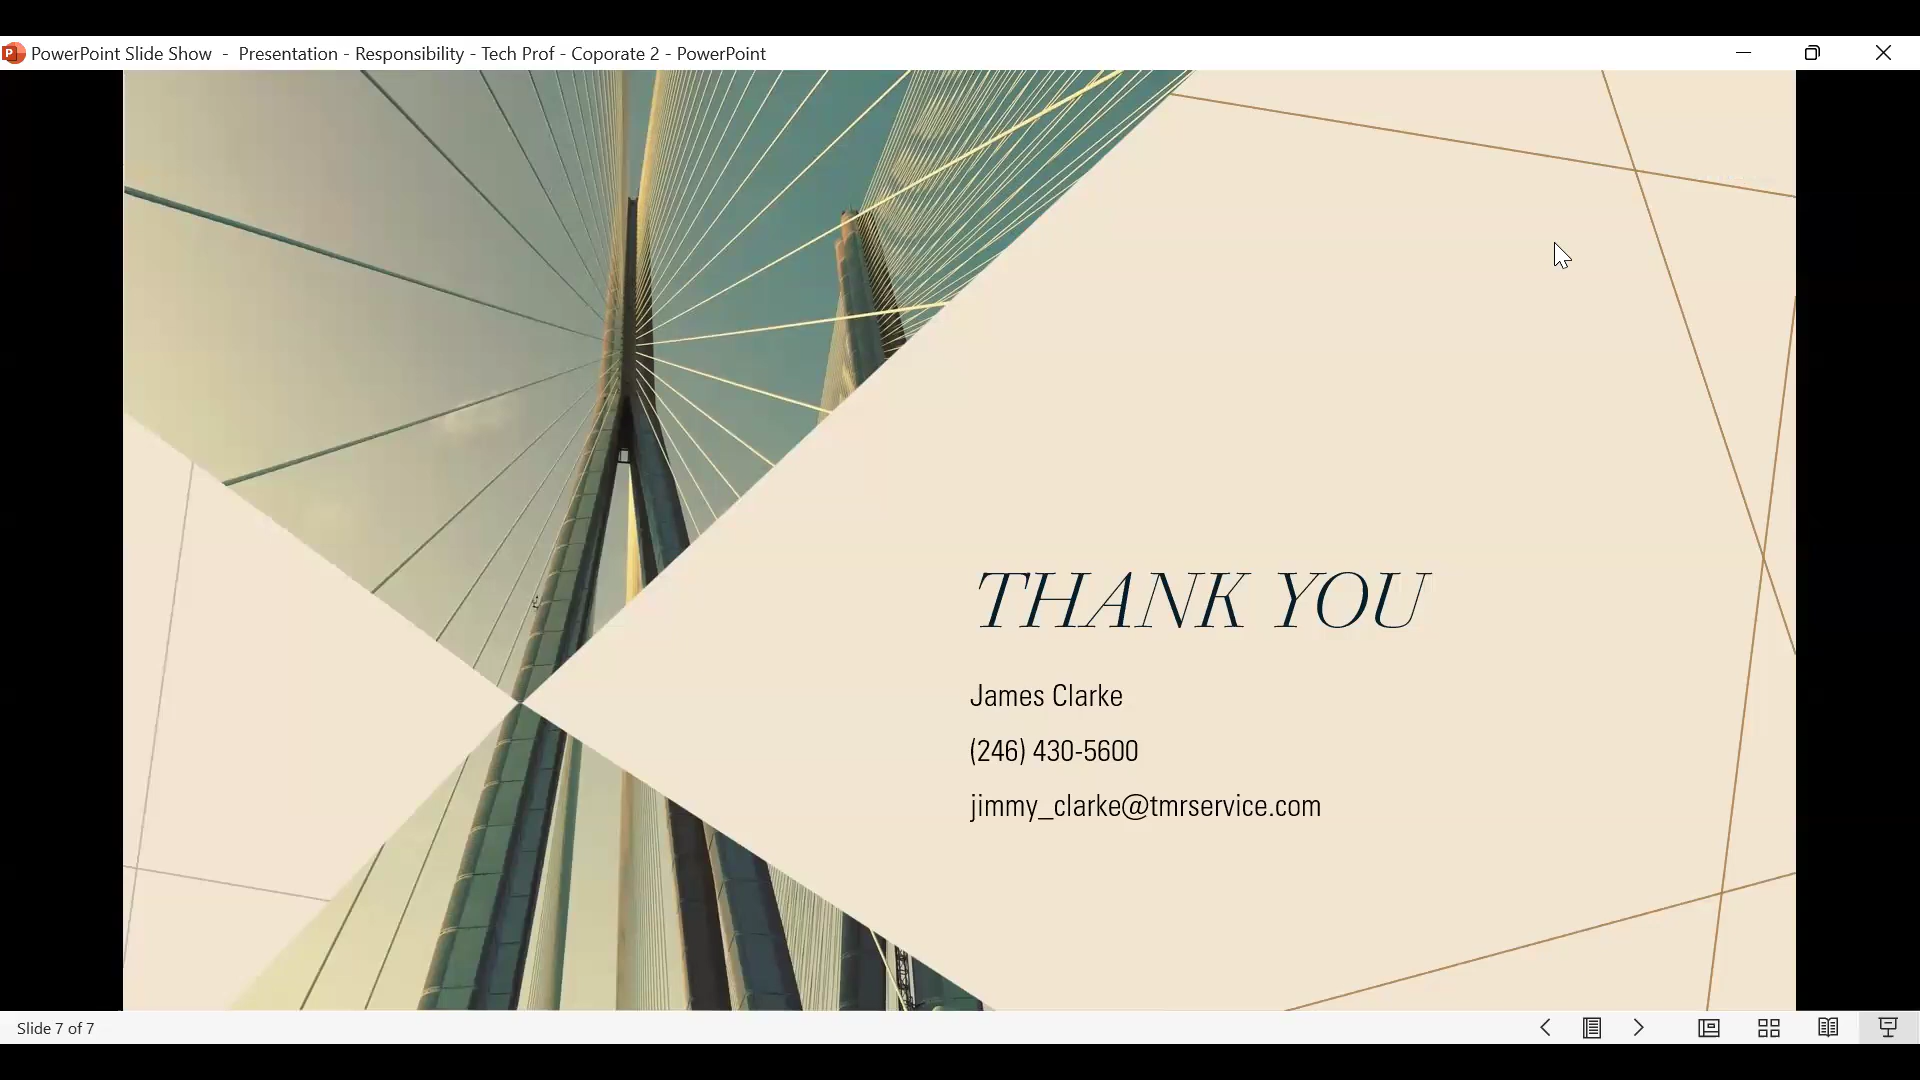 PowerPoint Slide Show - Presentation - Responsibility - Tech Prof - Coporate 2 - PowerPoint
THANK YOU
James Clarke
(246) 430-5600
jimmy_clarke@tmrservice.com
Slide 7 of 7